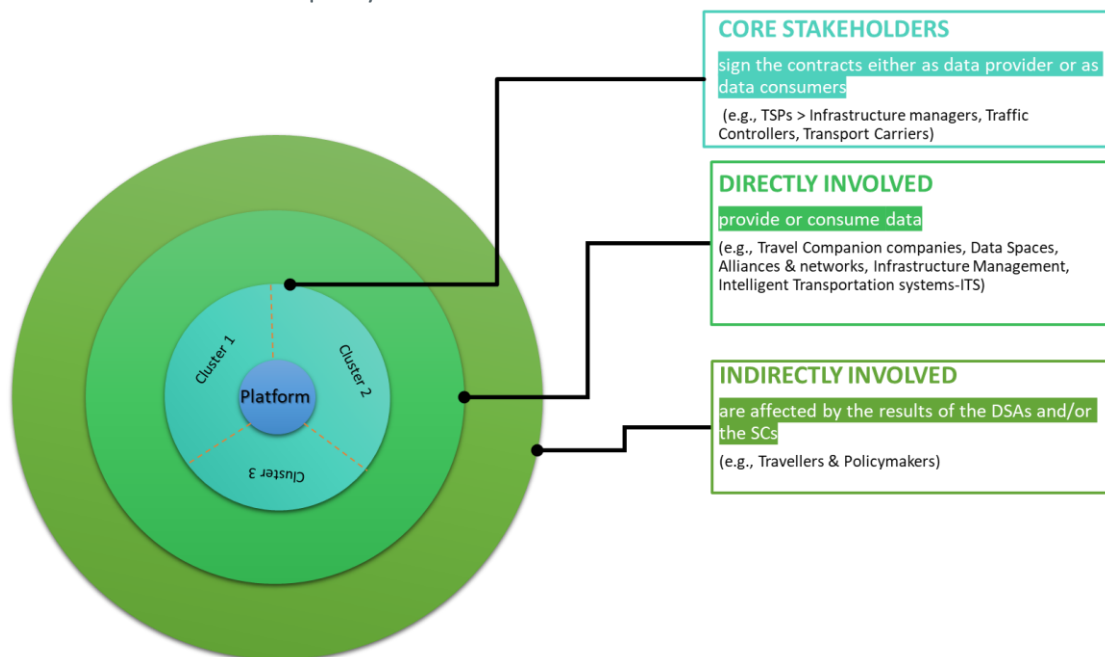 CORE STAKEHOLDERS
sign the contracts either as data provider or as
data consumers
(e.g., TSPs > Infrastructure managers, Traffic
Controllers, Transport Carriers)
DIRECTLY INVOLVED
provide or consume data
(e.g., Travel Companion companies, Data Spaces,
Alliances & networks, Infrastructure Management,
Intelligent Transportation systems-ITS)
INDIRECTLY INVOLVED
are affected by the results of the DSAs and/or
the SCs
(e.g., Travellers & Policymakers)
Cluster 1
Cluster 2
Platform
Cluster 3